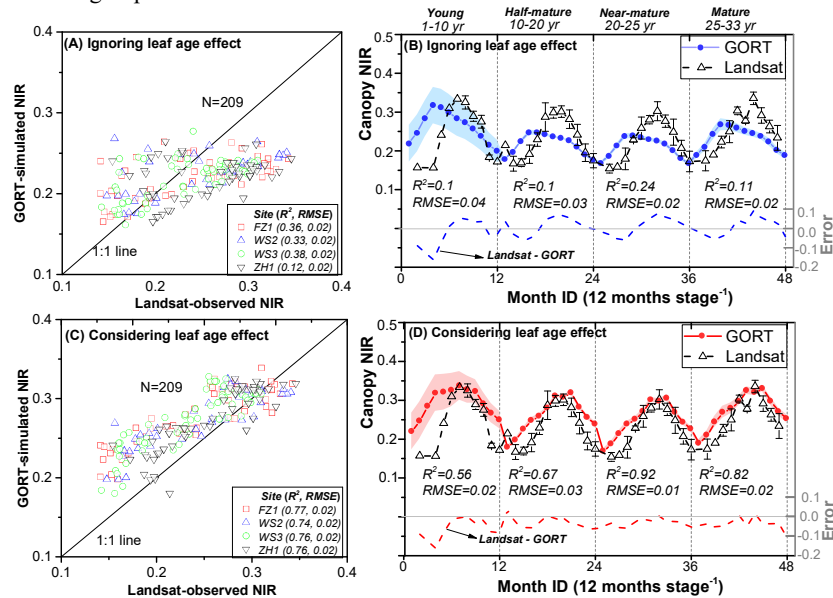 Young
1-10 yr
Half-mature
10-20 yr
Near-mature
20-25 yr
Mature
25-33 yr
(A) Ignoring leaf age effect
GORT-simulated NIR
0.4
0.3
0.2
0.1
N=209
1:1 line
Site (R², RMSE)
FZ1 (0.36, 0.02)
WS2 (0.33, 0.02)
WS3 (0.38, 0.02)
ZH1 (0.12, 0.02)
0.1 0.2 0.3 0.4
Landsat-observed NIR
(B) Ignoring leaf age effect
GORT
Landsat
Canopy NIR
0.5
0.4
0.3
0.2
0.1
R²=0.1
RMSE=0.04
R²=0.1
RMSE=0.03
R²=0.24
RMSE=0.02
R²=0.11
RMSE=0.02
Landsat - GORT
0.1
0.0
-0.1
-0.2
Error
0 12 24 36 48
Month ID (12 months stage⁻¹)
(C) Considering leaf age effect
GORT-simulated NIR
0.4
0.3
0.2
0.1
N=209
1:1 line
Site (R², RMSE)
FZ1 (0.77, 0.02)
WS2 (0.74, 0.02)
WS3 (0.76, 0.02)
ZH1 (0.76, 0.02)
0.1 0.2 0.3 0.4
Landsat-observed NIR
(D) Considering leaf age effect
GORT
Landsat
Canopy NIR
0.5
0.4
0.3
0.2
0.1
R²=0.56
RMSE=0.02
R²=0.67
RMSE=0.03
R²=0.92
RMSE=0.01
R²=0.82
RMSE=0.02
Landsat - GORT
0.1
0.0
-0.1
-0.2
Error
0 12 24 36 48
Month ID (12 months stage⁻¹)